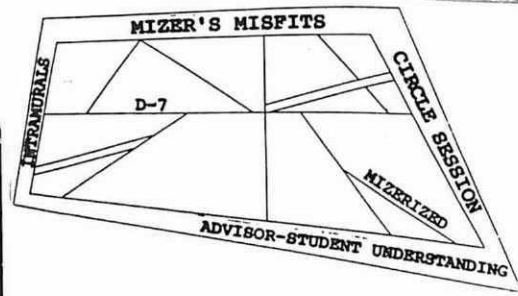 MIZER'S MISFITS
INTRAMURALS
D-7
CIRCLE SESSION
MIZERIZED
ADVISOR-STUDENT UNDERSTANDING